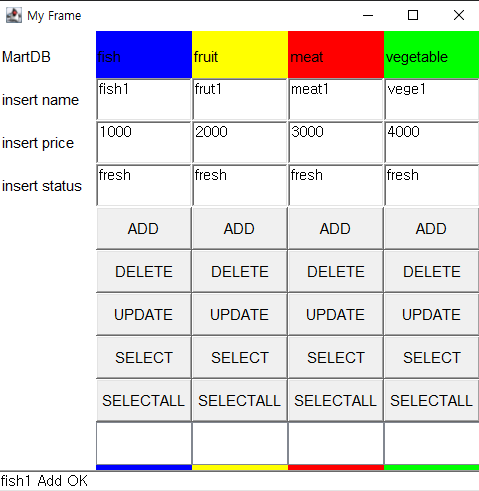 My Frame
MartDB fish fruit meat vegetable
insert name fish1 frut1 meat1 vege1
insert price 1000 2000 3000 4000
insert status fresh fresh fresh fresh
ADD ADD ADD ADD
DELETE DELETE DELETE DELETE
UPDATE UPDATE UPDATE UPDATE
SELECT SELECT SELECT SELECT
SELECTALL SELECTALL SELECTALL SELECTALL
fish1 Add OK